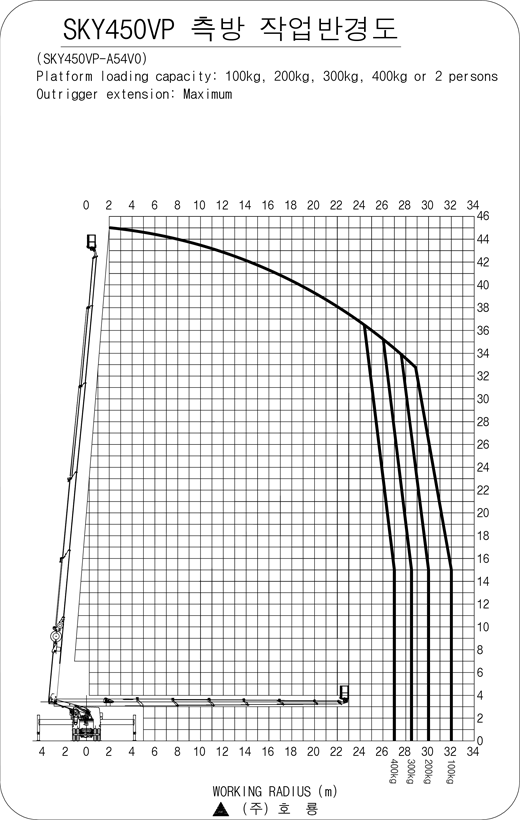 SKY450VP 측방 작업반경도
(SKY450VP-A54V0)
Platform loading capacity: 100kg, 200kg, 300kg, 400kg or 2 persons
Outrigger extension: Maximum
0 2 4 6 8 10 12 14 16 18 20 22 24 26 28 30 32 34
46
44
42
40
38
36
34
32
30
28
26
24
22
20
18
16
14
12
10
8
6
4
2
0
4 2 0 2 4 6 8 10 12 14 16 18 20 22 24 26 28 30 32 34
400kg 300kg 200kg 100kg
WORKING RADIUS (m)
(주) 호 룡